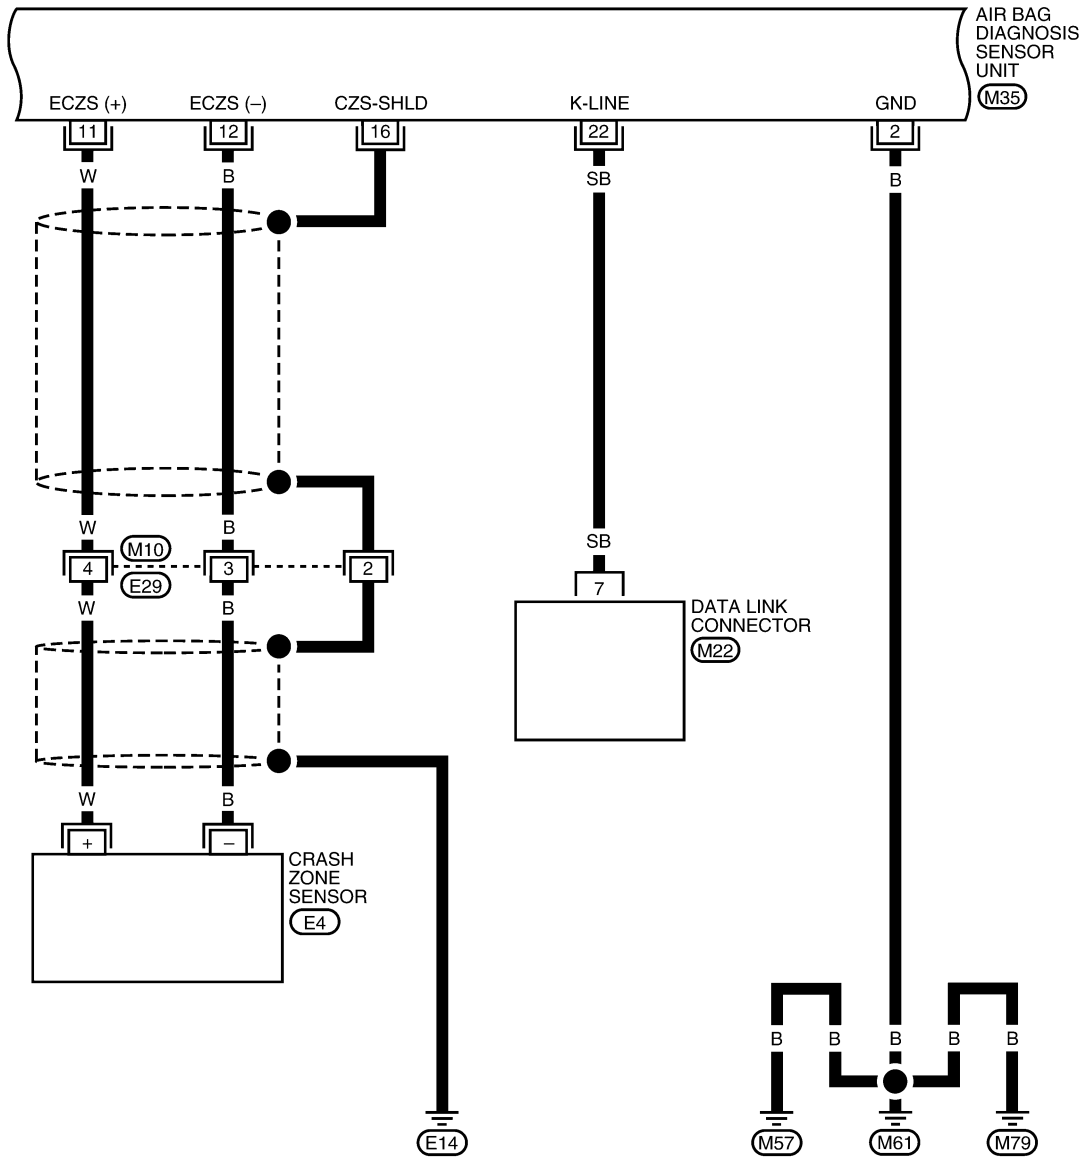 AIR BAG
DIAGNOSIS
SENSOR
UNIT
M35
ECZS (+) ECZS (–) CZS-SHLD K-LINE GND
11 12 16 22 2
W B SB B
W B SB
M10
4 3 2
E29
7
W B
DATA LINK
CONNECTOR
M22
W B
+ –
CRASH
ZONE
SENSOR
E4
B B B B B
E14 M57 M61 M79